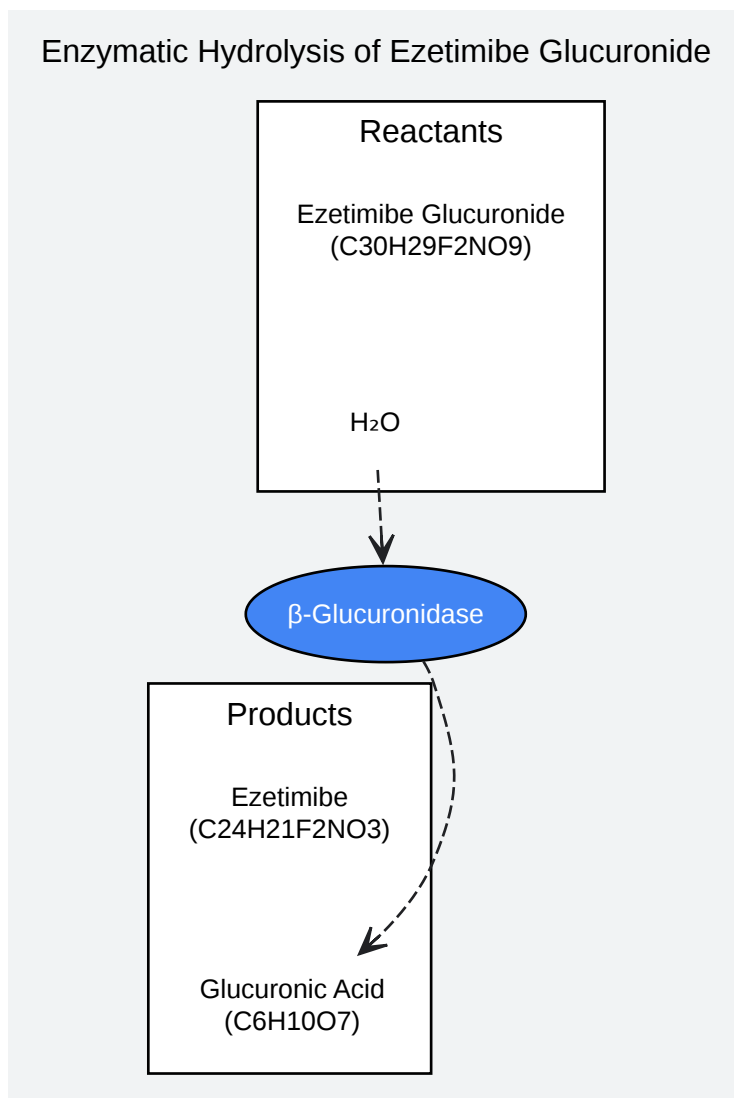 Enzymatic Hydrolysis of Ezetimibe Glucuronide
Reactants
Ezetimibe Glucuronide
(C30H29F2NO9)
H₂O
β-Glucuronidase
Products
Ezetimibe
(C24H21F2NO3)
Glucuronic Acid
(C6H10O7)